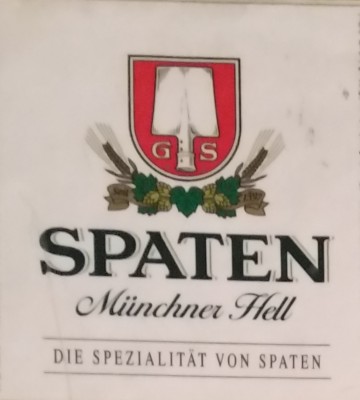 G S
SPATEN
Münchner Hell
DIE SPEZIALITÄT VON SPATEN